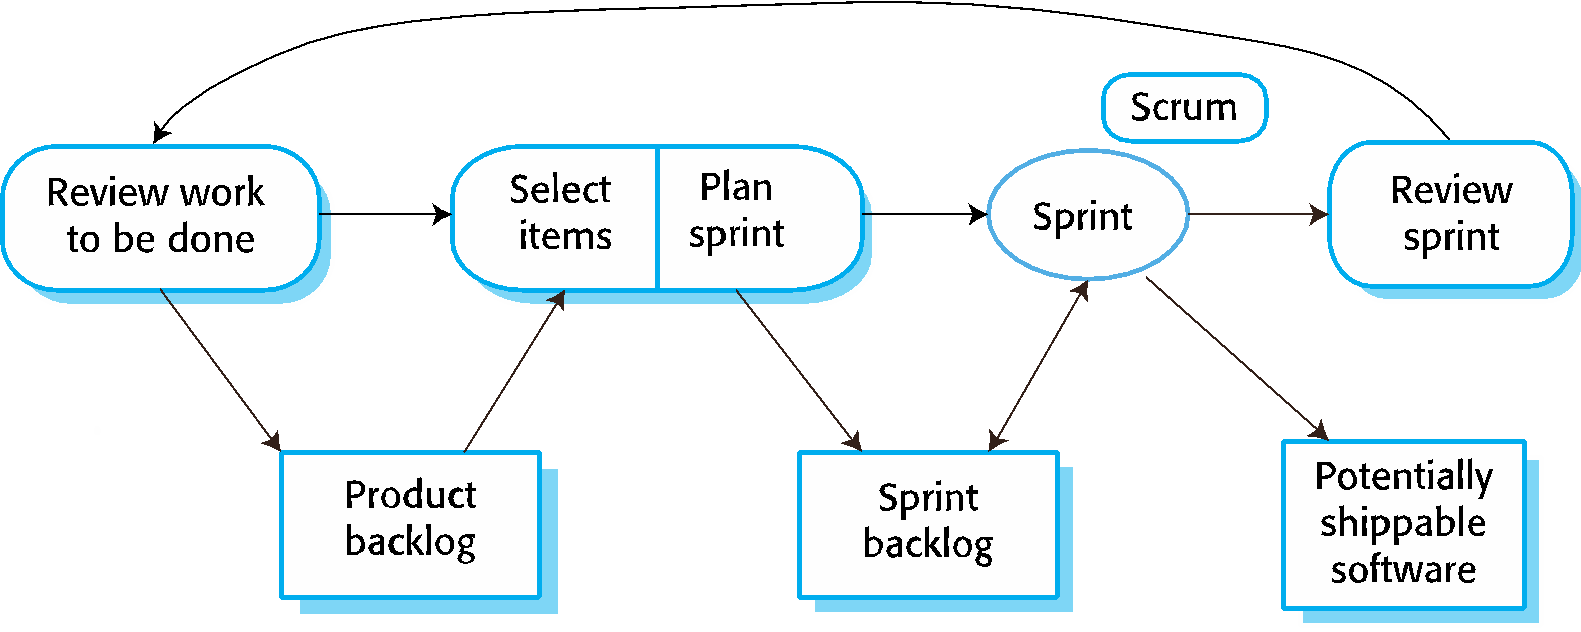 Scrum
Review work
to be done
Select
items
Plan
sprint
Sprint
Review
sprint
Product
backlog
Sprint
backlog
Potentially
shippable
software